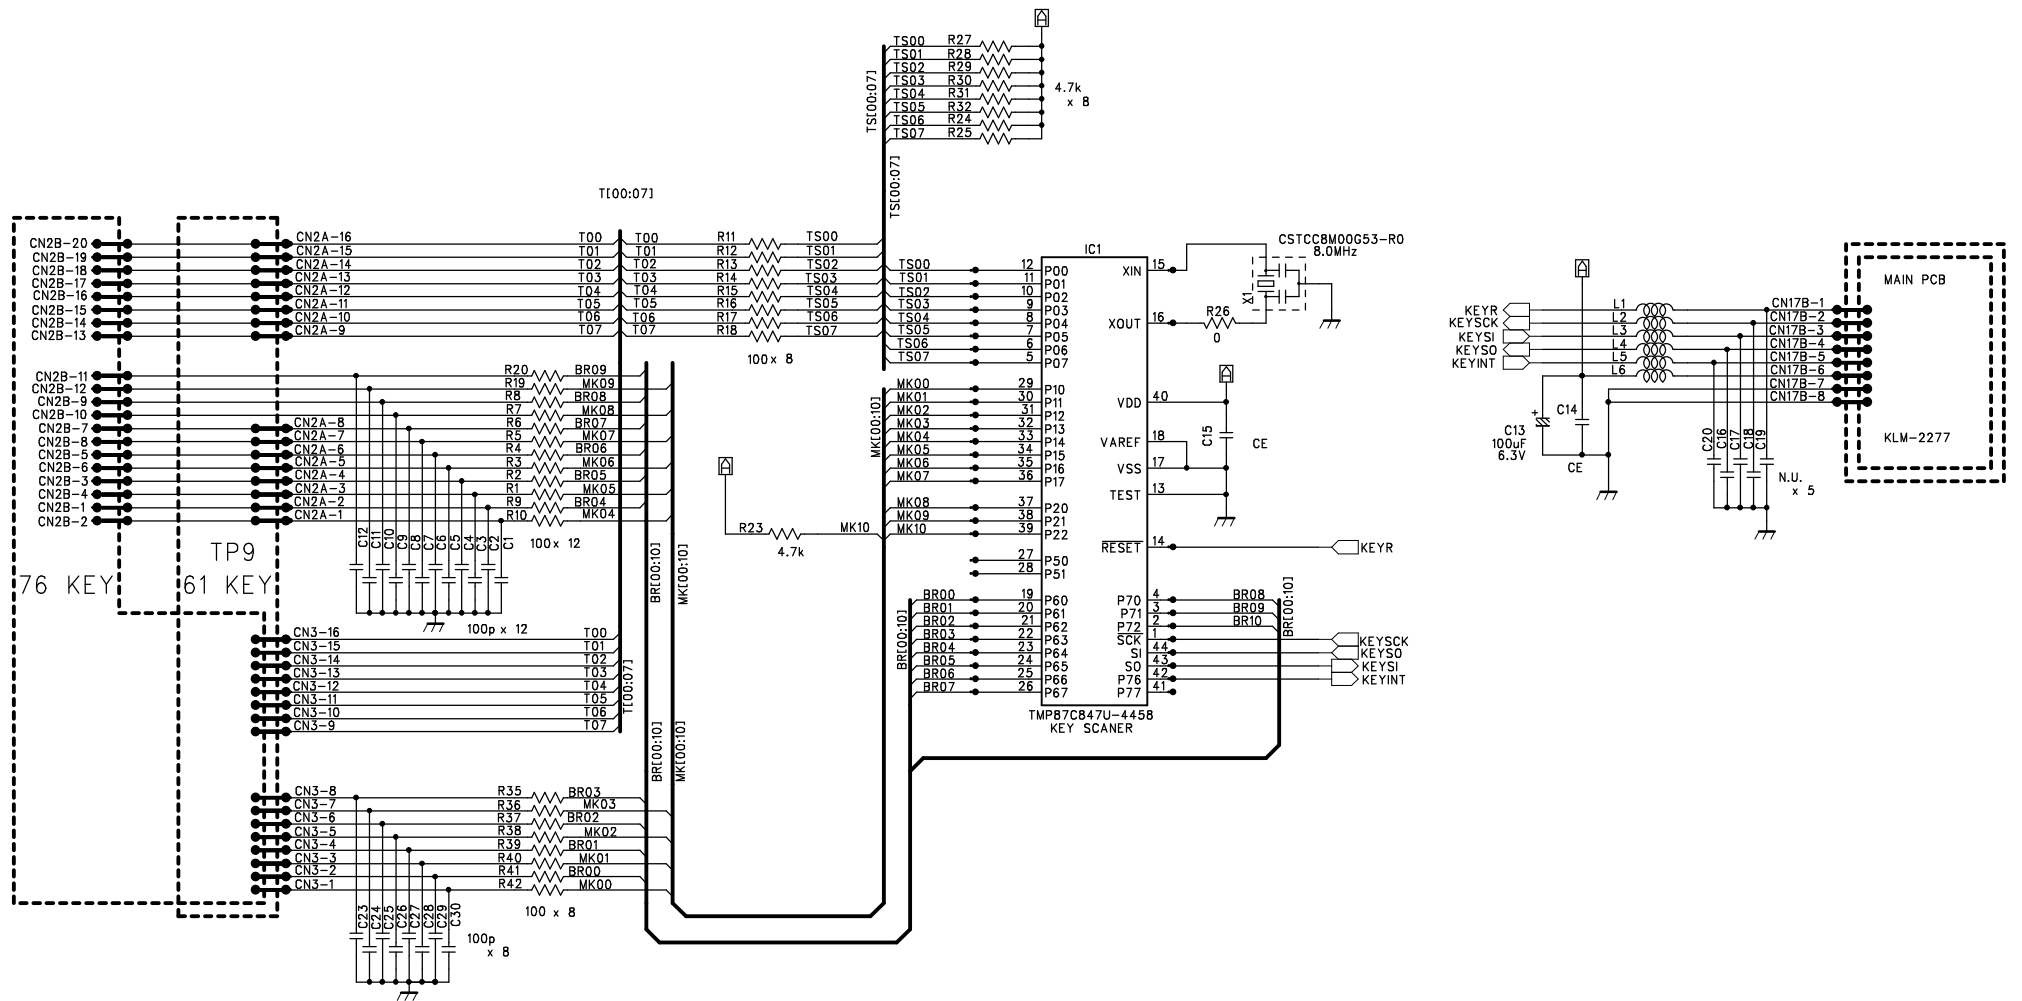 A
TS00 R27
TS01 R28
TS02 R29
TS03 R30
TS04 R31
TS05 R32
TS06 R24
TS07 R25
4.7k
x 8
TS[00:07]
TS[00:07]
T[00:07]
CN2B-20
CN2B-19
CN2B-18
CN2B-17
CN2B-16
CN2B-15
CN2B-14
CN2B-13
CN2A-16
CN2A-15
CN2A-14
CN2A-13
CN2A-12
CN2A-11
CN2A-10
CN2A-9
T00 T00 R11 TS00
T01 T01 R12 TS01
T02 T02 R13 TS02
T03 T03 R14 TS03
T04 T04 R15 TS04
T05 T05 R16 TS05
T06 T06 R17 TS06
T07 T07 R18 TS07
100x 8
CN2B-11
CN2B-12
CN2B-9
CN2B-10
CN2B-7
CN2B-8
CN2B-5
CN2B-6
CN2B-3
CN2B-4
CN2B-1
CN2B-2
CN2A-8
CN2A-7
CN2A-6
CN2A-5
CN2A-4
CN2A-3
CN2A-2
CN2A-1
R20 BR09
R19 MK09
R8 BR08
R7 MK08
R6 BR07
R5 MK07
R4 BR06
R3 MK06
R2 BR05
R1 MK05
R9 BR04
R10 MK04
100x 12
C12
C11
C10
C9
C8
C7
C6
C5
C4
C3
C2
C1
100p x 12
TP9
76 KEY
61 KEY
BR[00:10]
MK[00:10]
CN3-16 T00
CN3-15 T01
CN3-14 T02
CN3-13 T03
CN3-12 T04
CN3-11 T05
CN3-10 T06
CN3-9 T07
T[00:07]
BR[00:10]
MK[00:10]
CN3-8 R35 BR03
CN3-7 R36 MK03
CN3-6 R37 BR02
CN3-5 R38 MK02
CN3-4 R39 BR01
CN3-3 R40 MK01
CN3-2 R41 BR00
CN3-1 R42 MK00
100 x 8
C23
C24
C25
C26
C27
C28
C29
C30
100p
x 8
A
R23
4.7k
MK10
IC1
TS00 12 P00
TS01 11 P01
TS02 10 P02
TS03 9 P03
TS04 8 P04
TS05 7 P05
TS06 6 P06
TS07 5 P07
MK[00:10]
MK00 29 P10
MK01 30 P11
MK02 31 P12
MK03 32 P13
MK04 33 P14
MK05 34 P15
MK06 35 P16
MK07 36 P17
MK08 37 P20
MK09 38 P21
MK10 39 P22
27 P50
28 P51
BR[00:10]
BR00 19 P60
BR01 20 P61
BR02 21 P62
BR03 22 P63
BR04 23 P64
BR05 24 P65
BR06 25 P66
BR07 26 P67
XIN 15
XOUT 16
VDD 40
VAREF 18
VSS 17
TEST 13
RESET 14
KEYR
P70 4 BR08
P71 3 BR09
P72 2 BR10
SCK 1 KEYSCK
SI 44 KEYSO
SO 43 KEYSI
P76 42 KEYINT
P77 41
BR[00:10]
TMP87C847U-4458
KEY SCANER
CSTCC8M00G53-R0
8.0MHz
X1
R26
0
A
C15
CE
A
KEYR L1 CN17B-1
KEYSCK L2 CN17B-2
KEYSI L3 CN17B-3
KEYSO L4 CN17B-4
KEYINT L5 CN17B-5
L6 CN17B-6
CN17B-7
CN17B-8
+
C13
100uF
6.3V
C14
CE
C20
C16
C17
C18
C19
N.U.
x 5
MAIN PCB
KLM-2277